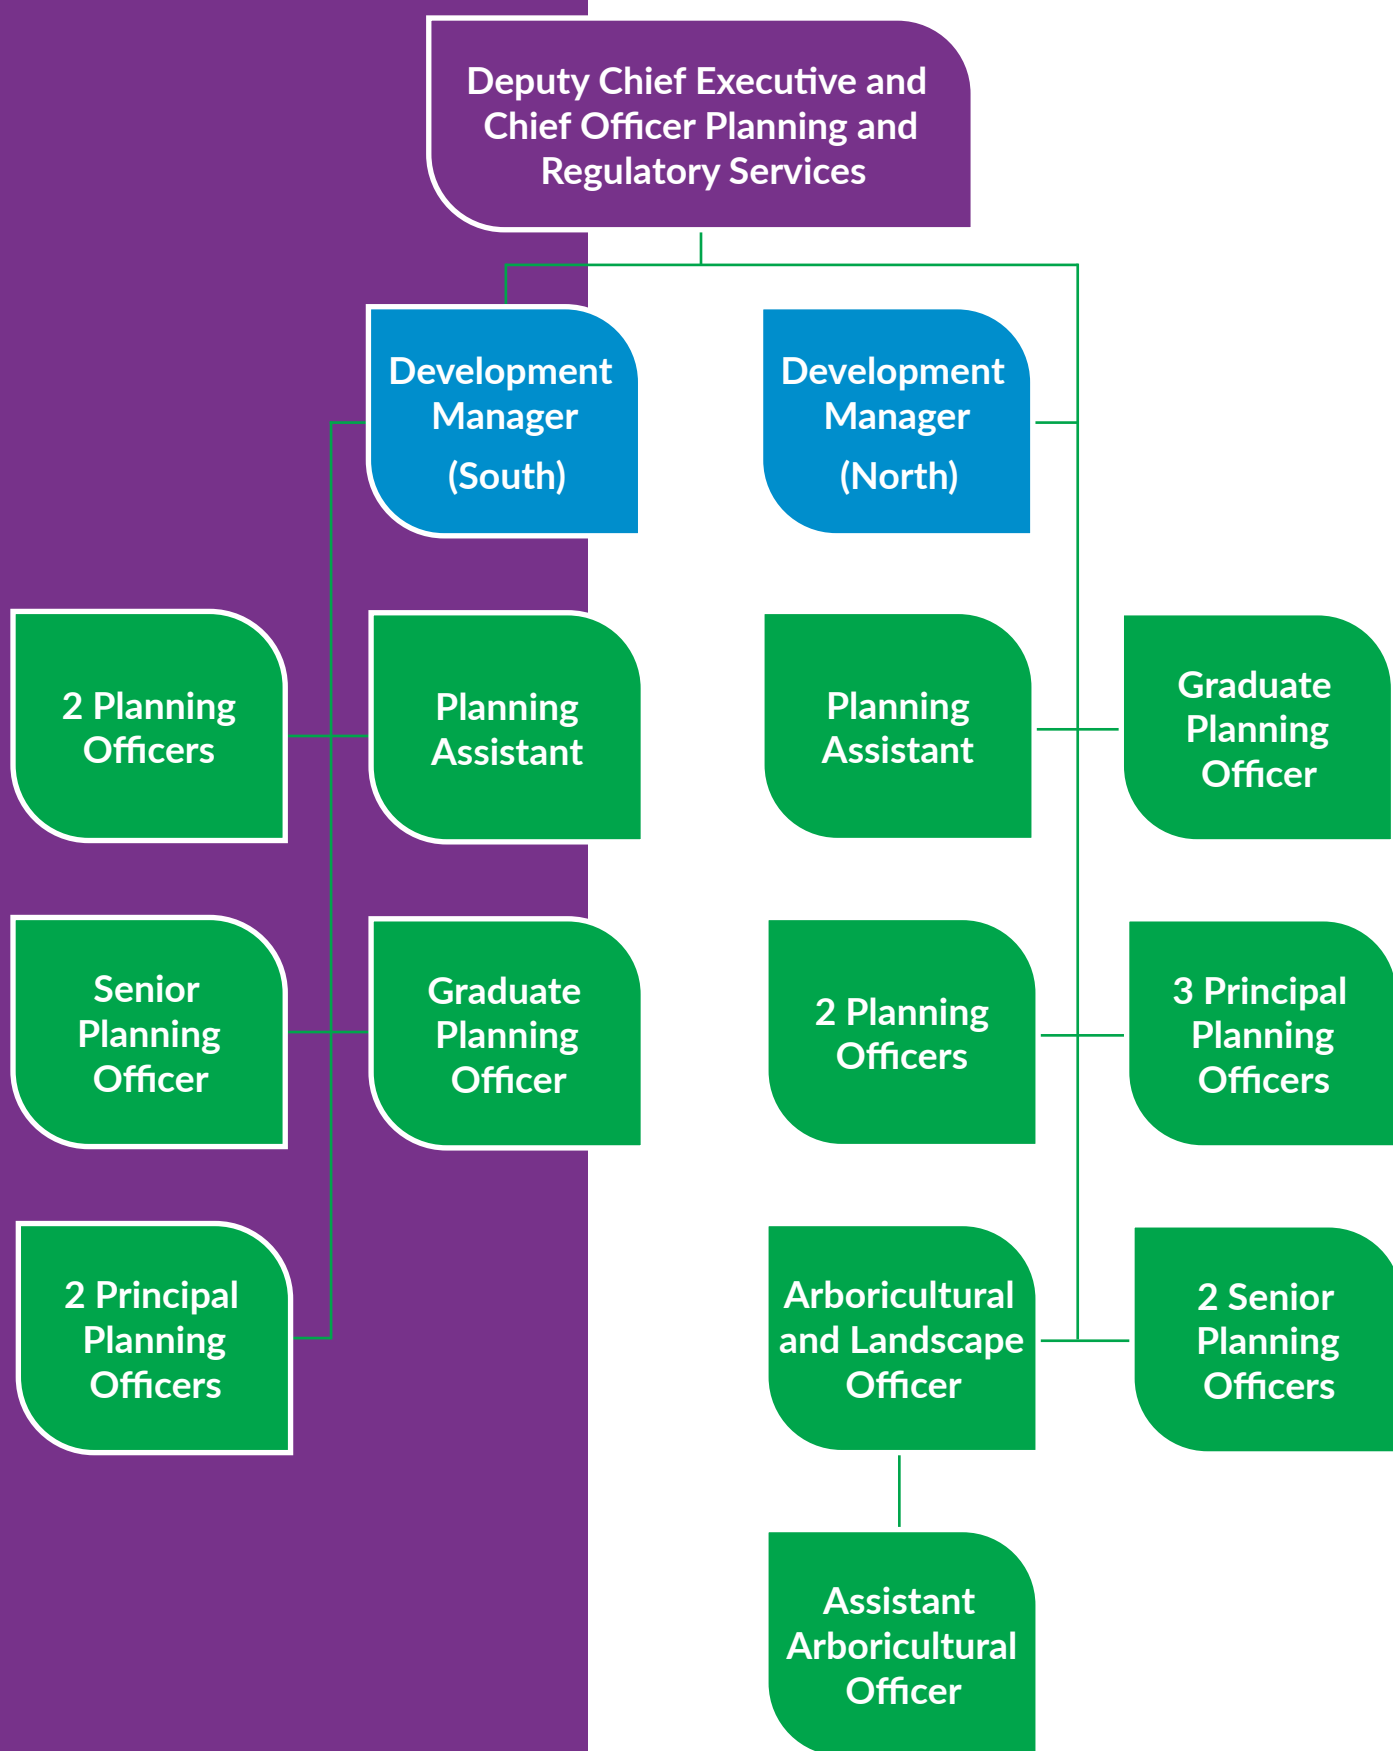 Deputy Chief Executive and
Chief Officer Planning and
Regulatory Services
Development
Manager
(South)
Development
Manager
(North)
2 Planning
Officers
Planning
Assistant
Planning
Assistant
Graduate
Planning
Officer
Senior
Planning
Officer
Graduate
Planning
Officer
2 Planning
Officers
3 Principal
Planning
Officers
2 Principal
Planning
Officers
Arboricultural
and Landscape
Officer
2 Senior
Planning
Officers
Assistant
Arboricultural
Officer